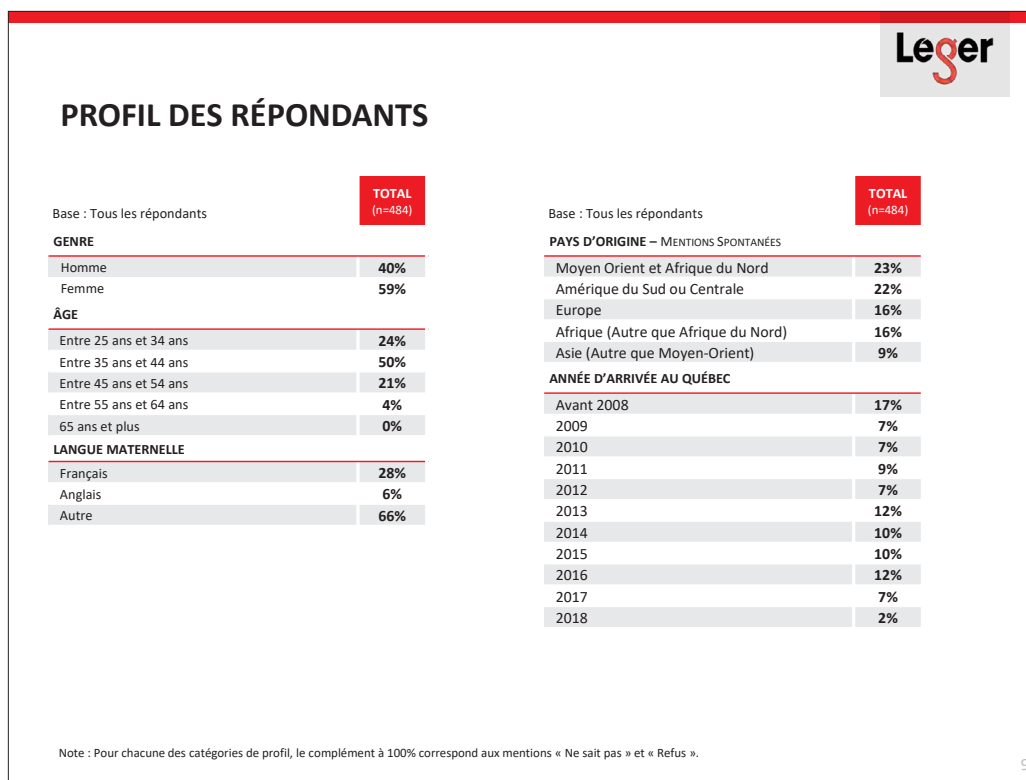 Leger
PROFIL DES RÉPONDANTS
Base : Tous les répondants
TOTAL
(n=484)
GENRE
Homme 40%
Femme 59%
ÂGE
Entre 25 ans et 34 ans 24%
Entre 35 ans et 44 ans 50%
Entre 45 ans et 54 ans 21%
Entre 55 ans et 64 ans 4%
65 ans et plus 0%
LANGUE MATERNELLE
Français 28%
Anglais 6%
Autre 66%
Base : Tous les répondants
TOTAL
(n=484)
PAYS D'ORIGINE – MENTIONS SPONTANÉES
Moyen Orient et Afrique du Nord 23%
Amérique du Sud ou Centrale 22%
Europe 16%
Afrique (Autre que Afrique du Nord) 16%
Asie (Autre que Moyen-Orient) 9%
ANNÉE D'ARRIVÉE AU QUÉBEC
Avant 2008 17%
2009 7%
2010 7%
2011 9%
2012 7%
2013 12%
2014 10%
2015 10%
2016 12%
2017 7%
2018 2%
Note : Pour chacune des catégories de profil, le complément à 100% correspond aux mentions « Ne sait pas » et « Refus ».
9